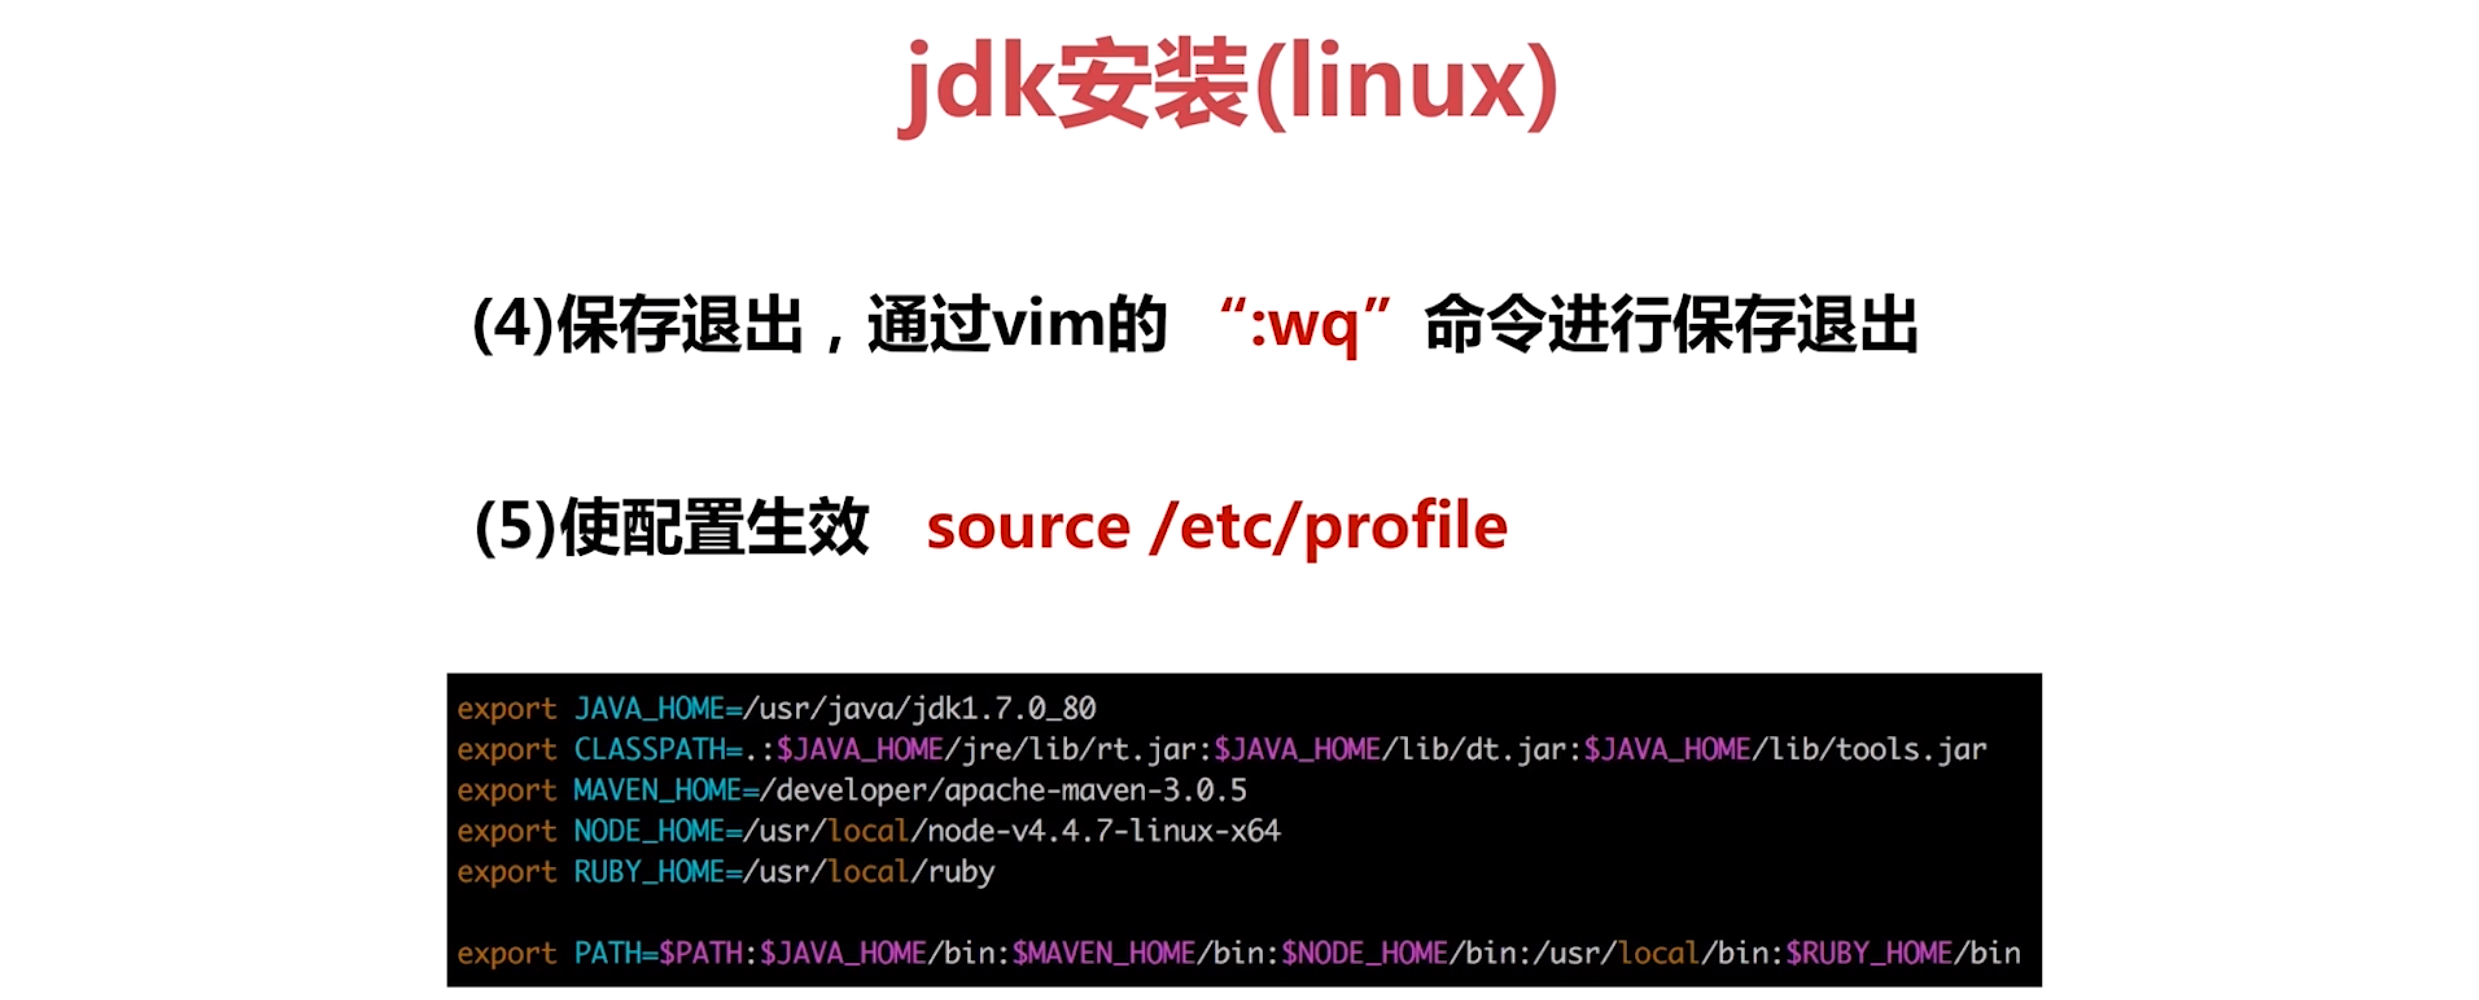 jdk安装(linux)
(4)保存退出，通过vim的 “:wq” 命令进行保存退出
(5)使配置生效 source /etc/profile
export JAVA_HOME=/usr/java/jdk1.7.0_80
export CLASSPATH=.:$JAVA_HOME/jre/lib/rt.jar:$JAVA_HOME/lib/dt.jar:$JAVA_HOME/lib/tools.jar
export MAVEN_HOME=/developer/apache-maven-3.0.5
export NODE_HOME=/usr/local/node-v4.4.7-linux-x64
export RUBY_HOME=/usr/local/ruby
export PATH=$PATH:$JAVA_HOME/bin:$MAVEN_HOME/bin:$NODE_HOME/bin:/usr/local/bin:$RUBY_HOME/bin